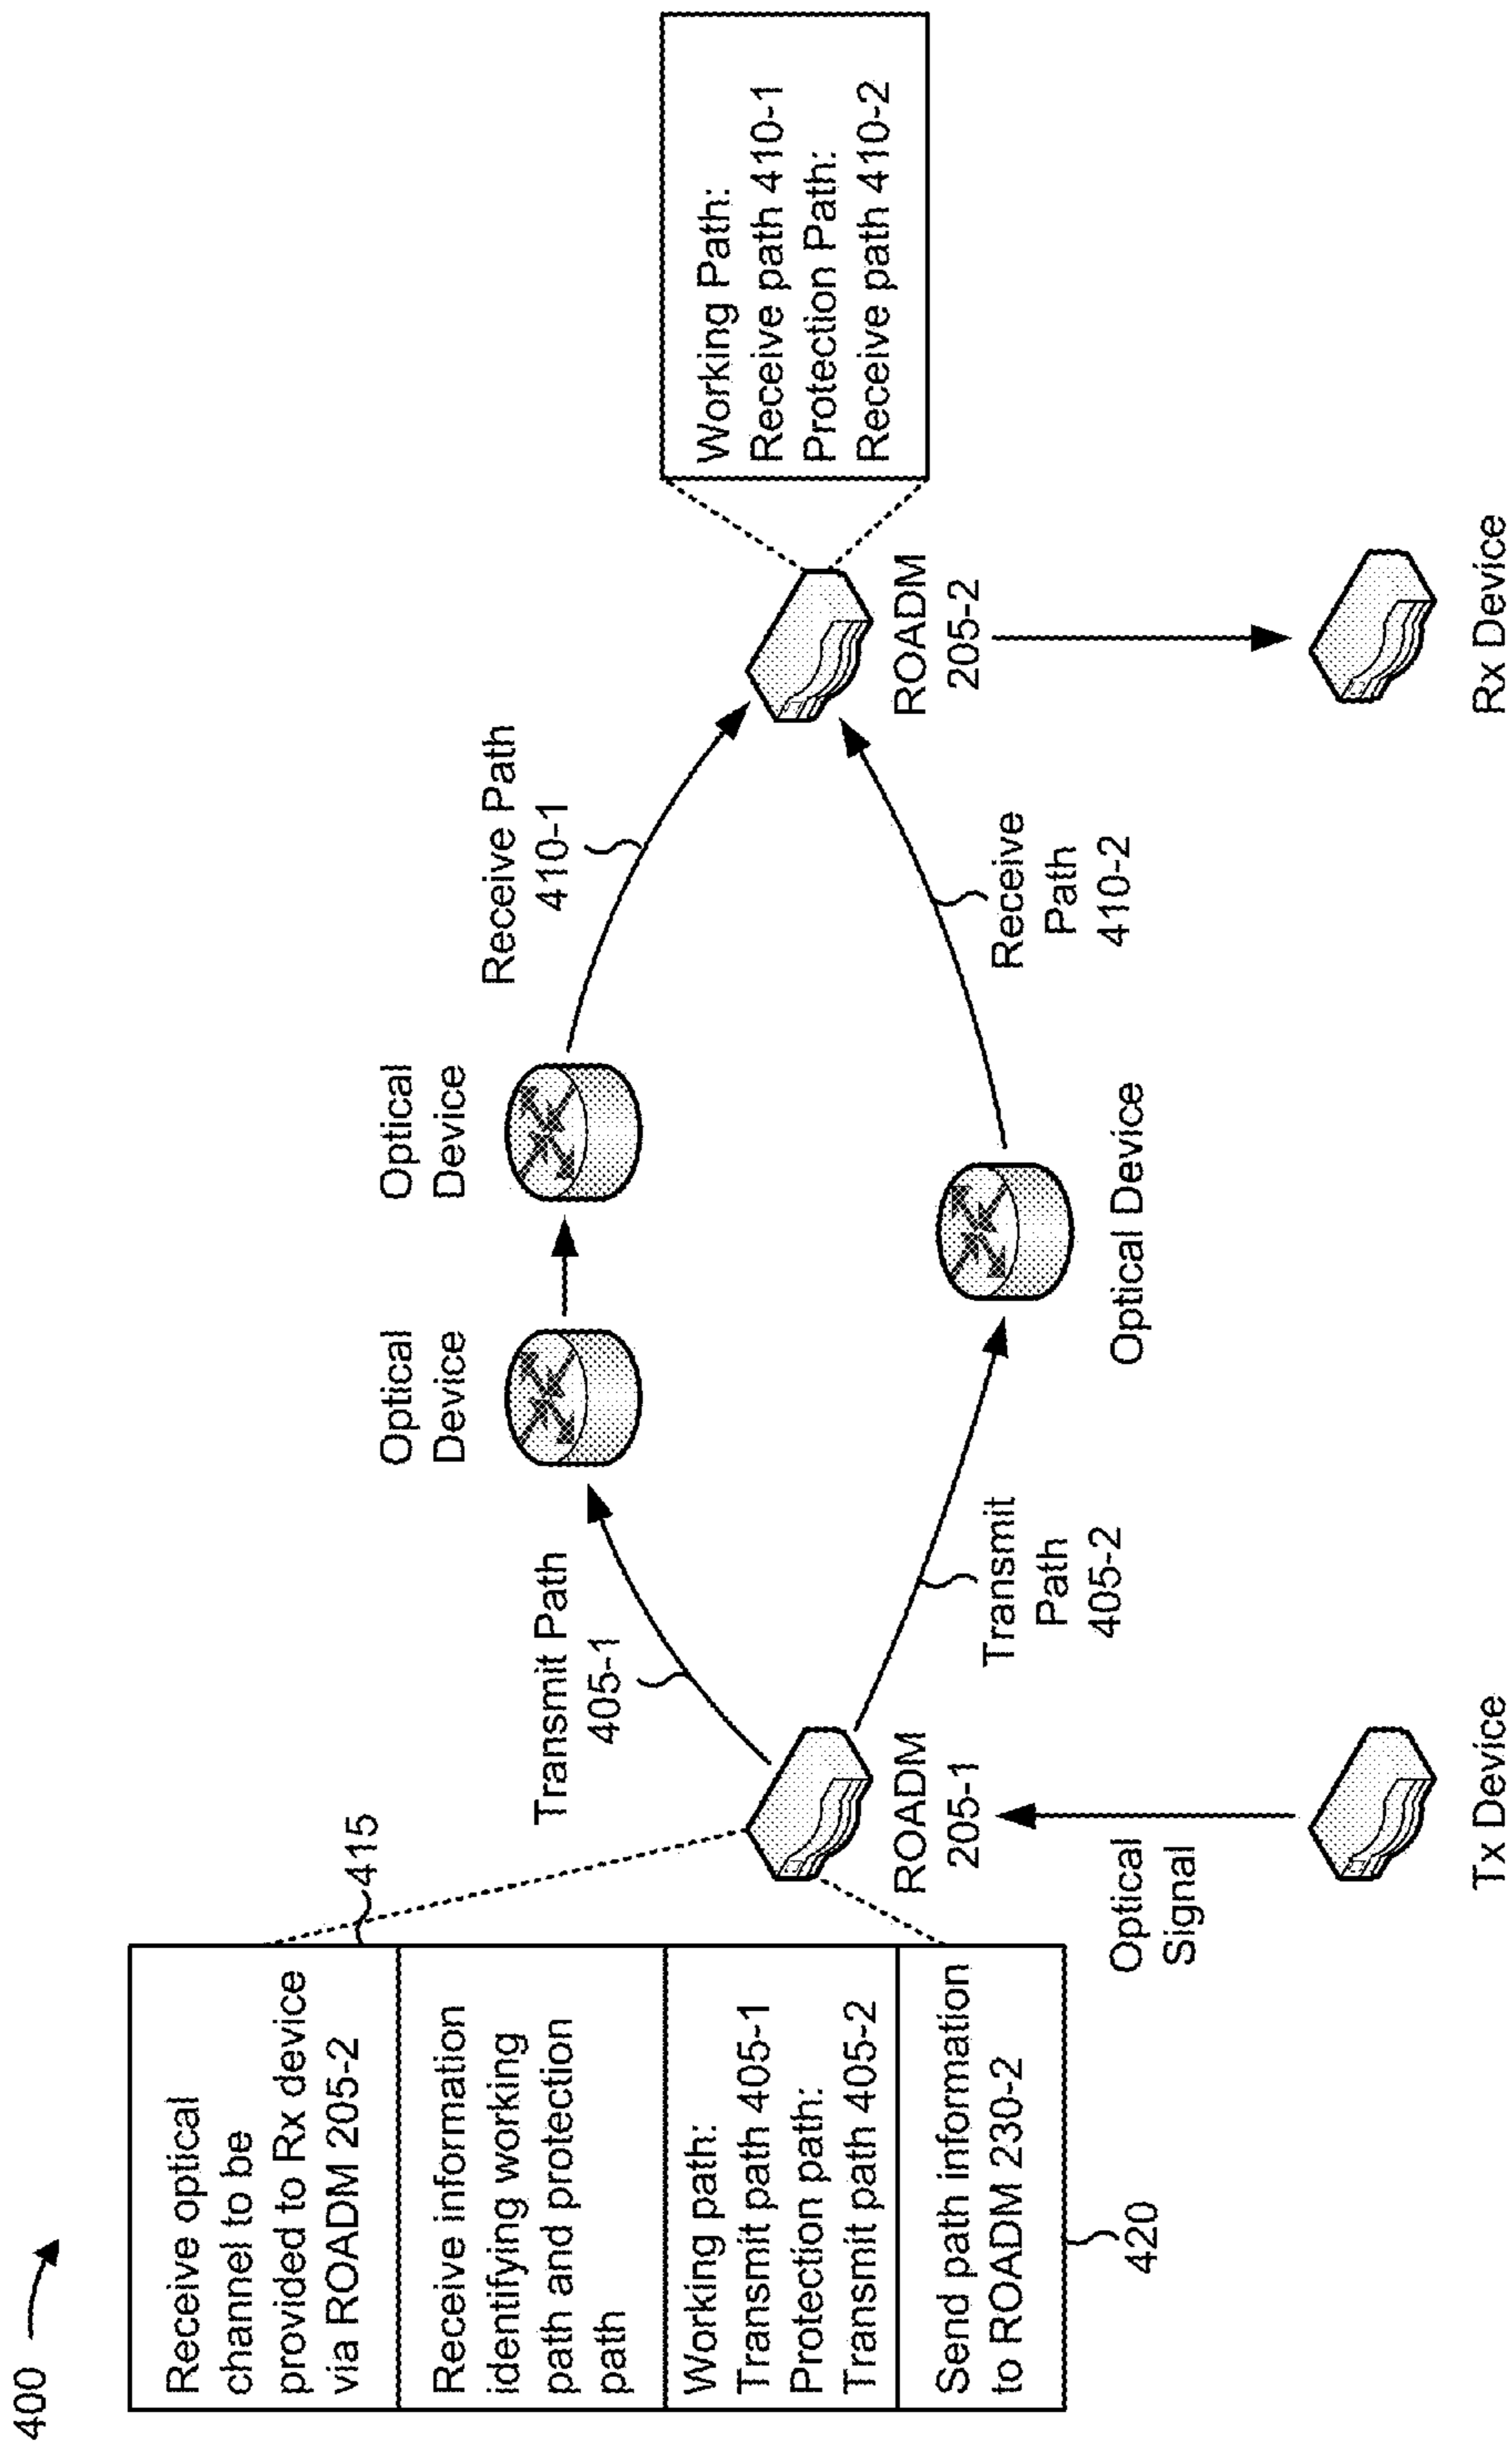 400
Receive optical
channel to be
provided to Rx device
via ROADM 205-2
415
Receive information
identifying working
path and protection
path
Working path:
Transmit path 405-1
Protection path:
Transmit path 405-2
Send path information
to ROADM 230-2
420
Transmit Path
405-1
Optical
Device
Optical
Device
Receive Path
410-1
Working Path:
Receive path 410-1
Protection Path:
Receive path 410-2
ROADM
205-1
Transmit
Path
405-2
Optical Device
Receive
Path
410-2
ROADM
205-2
Optical
Signal
Tx Device
Rx Device